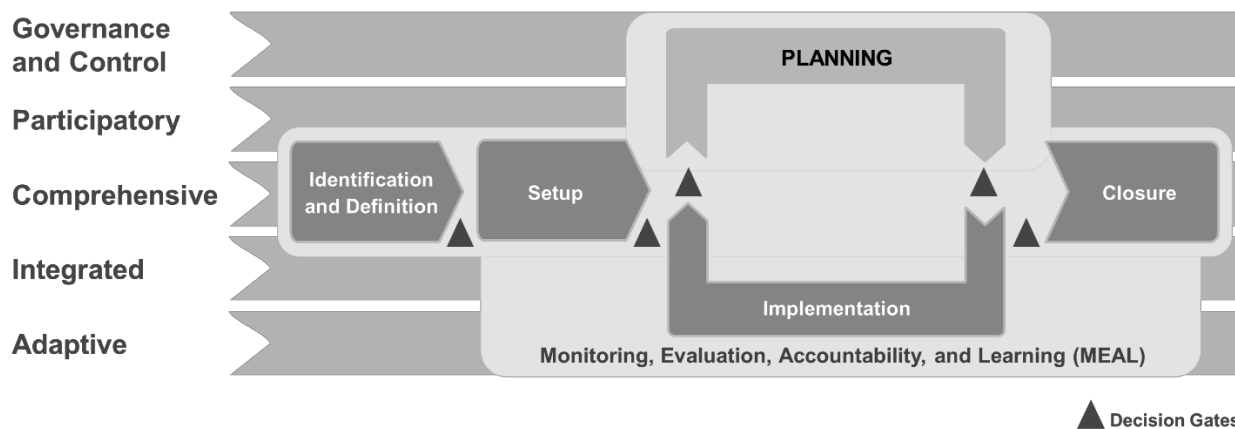 Governance
and Control
PLANNING
Participatory
Identification
and Definition
Setup
Closure
Comprehensive
Integrated
Implementation
Adaptive
Monitoring, Evaluation, Accountability, and Learning (MEAL)
Decision Gates